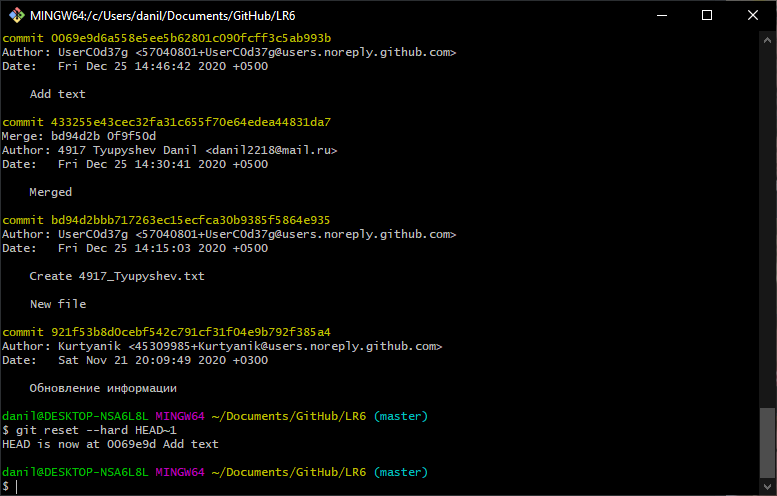 MINGW64:/c/Users/danil/Documents/GitHub/LR6
commit 0069e9d6a558e5ee5b62801c090fcff3c5ab993b
Author: UserC0d37g <57040801+UserC0d37g@users.noreply.github.com>
Date:   Fri Dec 25 14:46:42 2020 +0500
    Add text
commit 433255e43cec32fa31c655f70e64edea44831da7
Merge: bd94d2b 0f9f50d
Author: 4917 Tyupyshev Danil <danil2218@mail.ru>
Date:   Fri Dec 25 14:30:41 2020 +0500
    Merged
commit bd94d2bbb717263ec15ecfca30b9385f5864e935
Author: UserC0d37g <57040801+UserC0d37g@users.noreply.github.com>
Date:   Fri Dec 25 14:15:03 2020 +0500
    Create 4917_Tyupyshev.txt
    New file
commit 921f53b8d0cebf542c791cf31f04e9b792f385a4
Author: Kurtyanik <45309985+Kurtyanik@users.noreply.github.com>
Date:   Sat Nov 21 20:09:49 2020 +0300
    Обновление информации
danil@DESKTOP-NSA6L8L MINGW64 ~/Documents/GitHub/LR6 (master)
$ git reset --hard HEAD~1
HEAD is now at 0069e9d Add text
danil@DESKTOP-NSA6L8L MINGW64 ~/Documents/GitHub/LR6 (master)
$